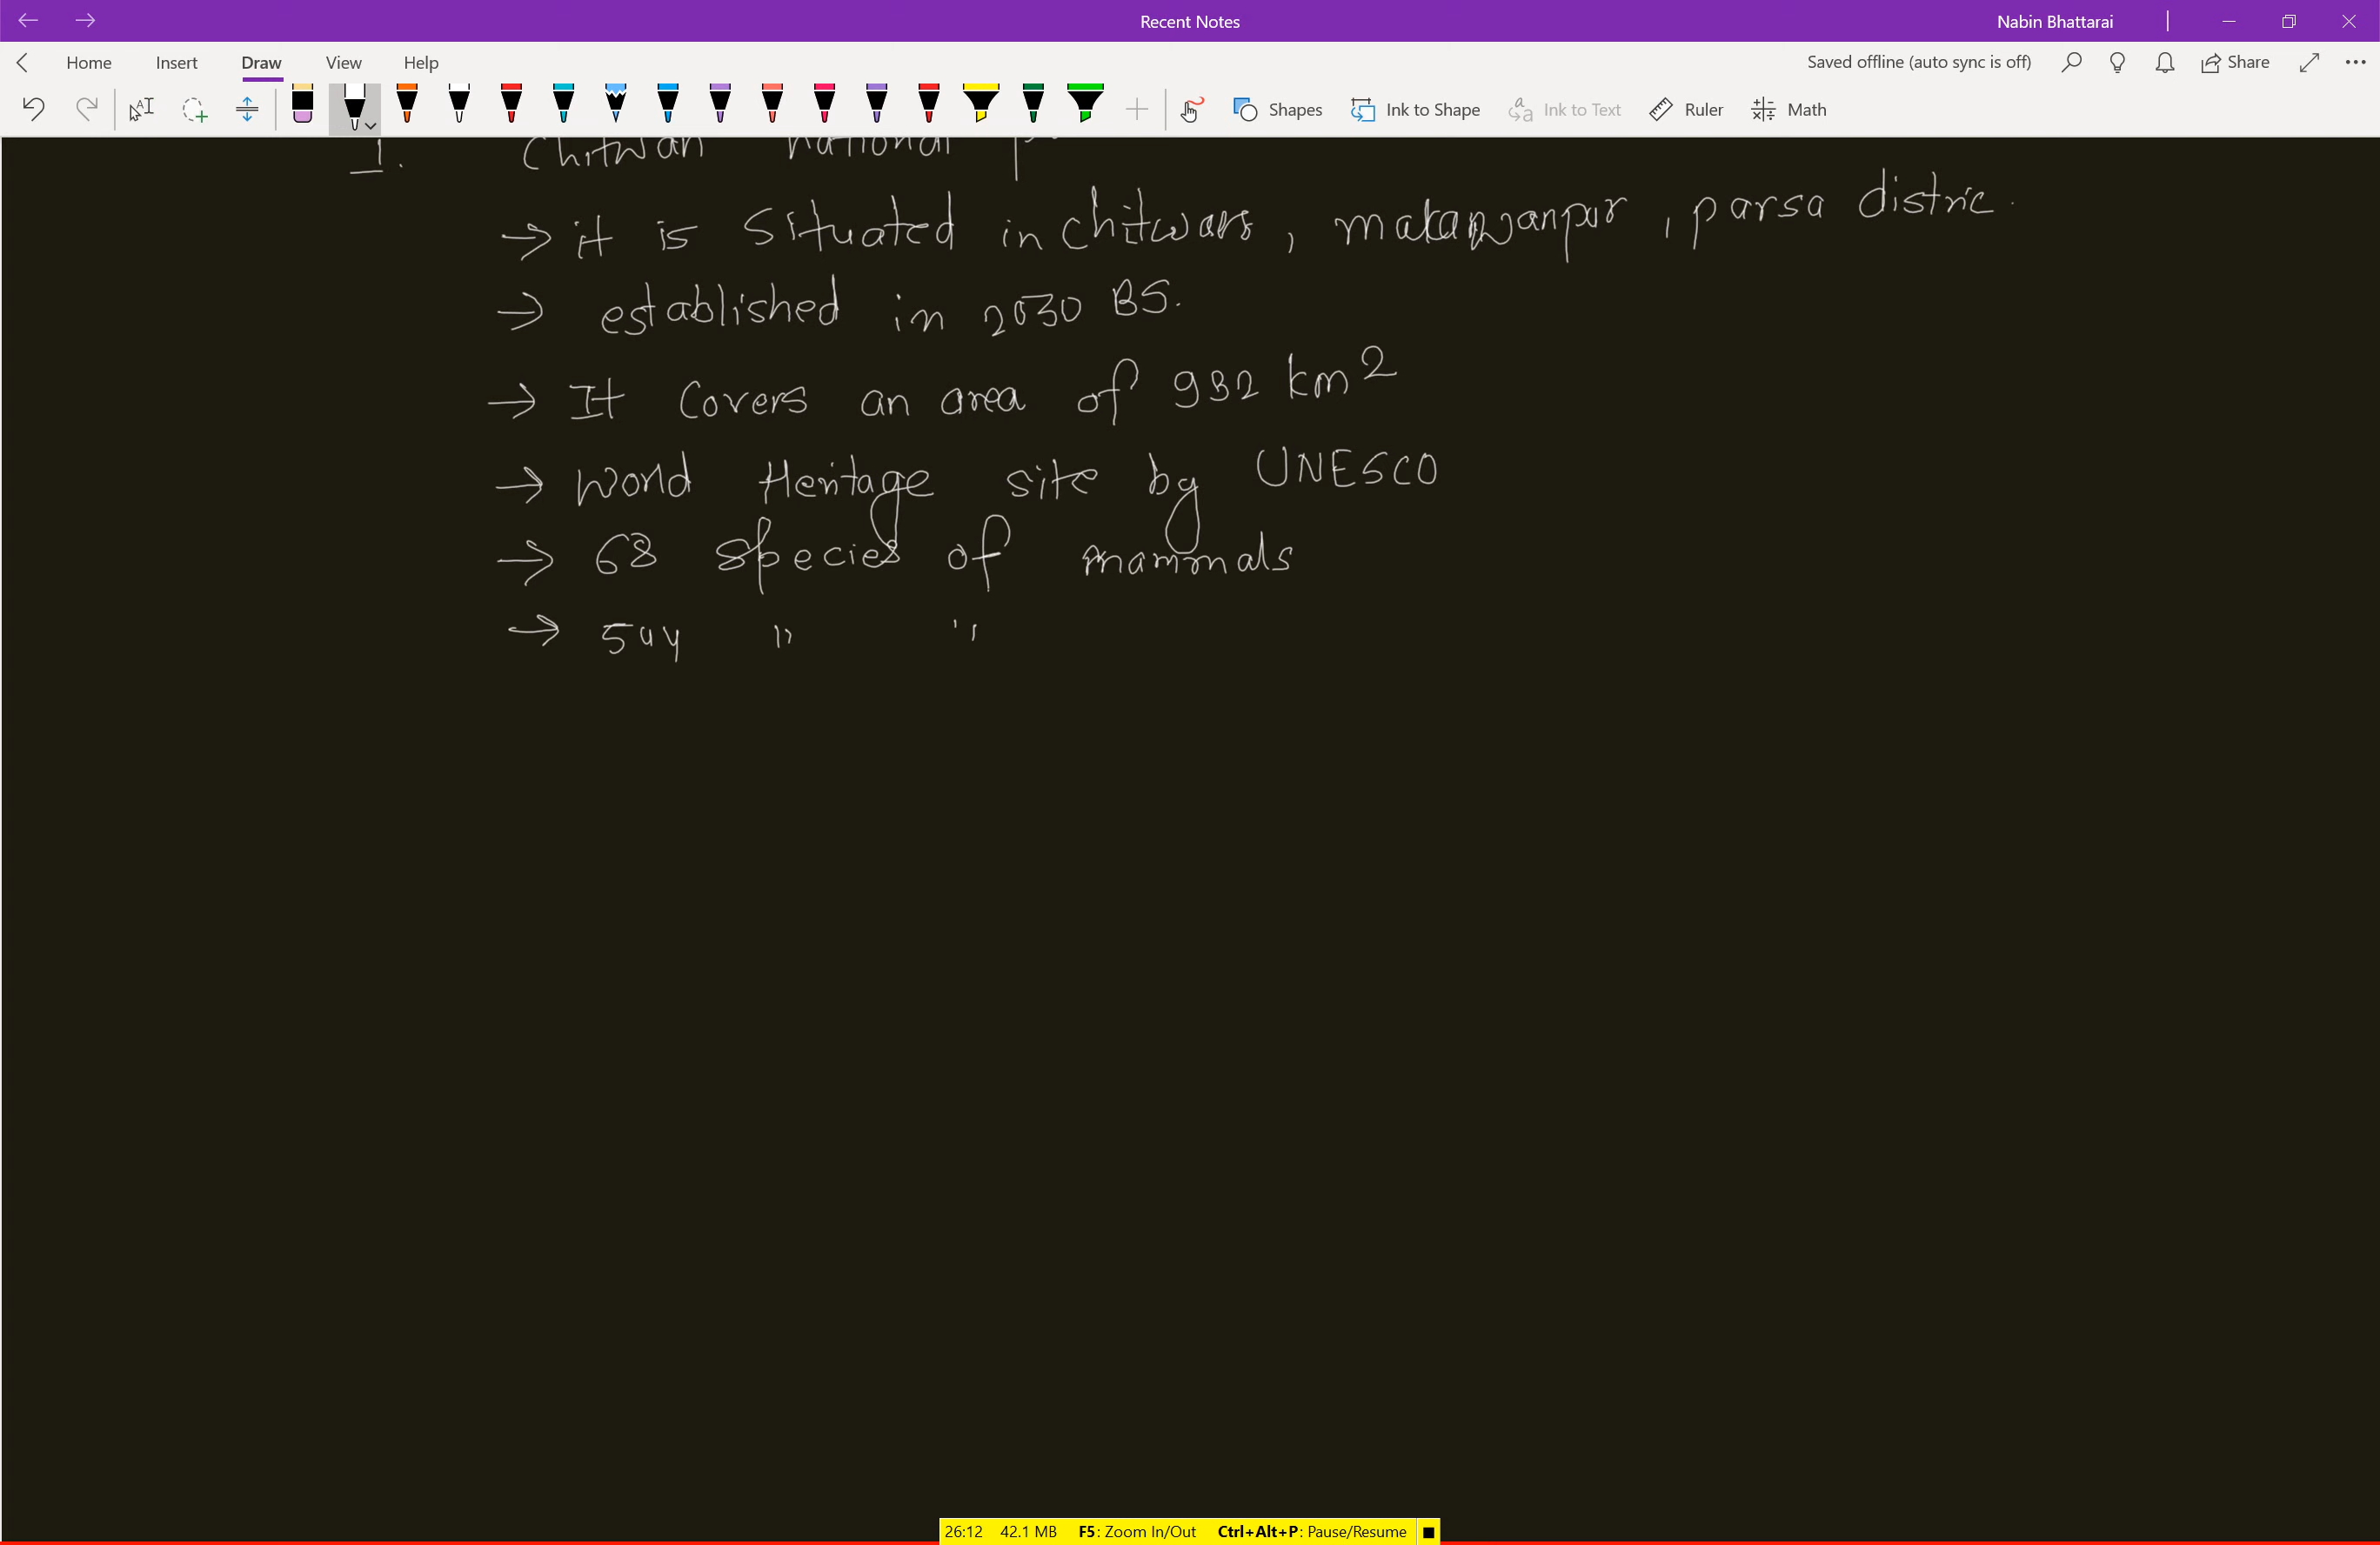 Recent Notes Nabin Bhattarai
Home Insert Draw View Help Saved offline (auto sync is off) Share
Shapes Ink to Shape Ink to Text Ruler Math
I. Chitwan national
→ it is situated in chitwan, makawanpur, parsa distric.
→ established in 2030 BS.
→ It covers an area of 932 km²
→ World Heritage site by UNESCO
→ 68 species of mammals
→ 544 " "
26:12 42.1 MB F5: Zoom In/Out Ctrl+Alt+P: Pause/Resume